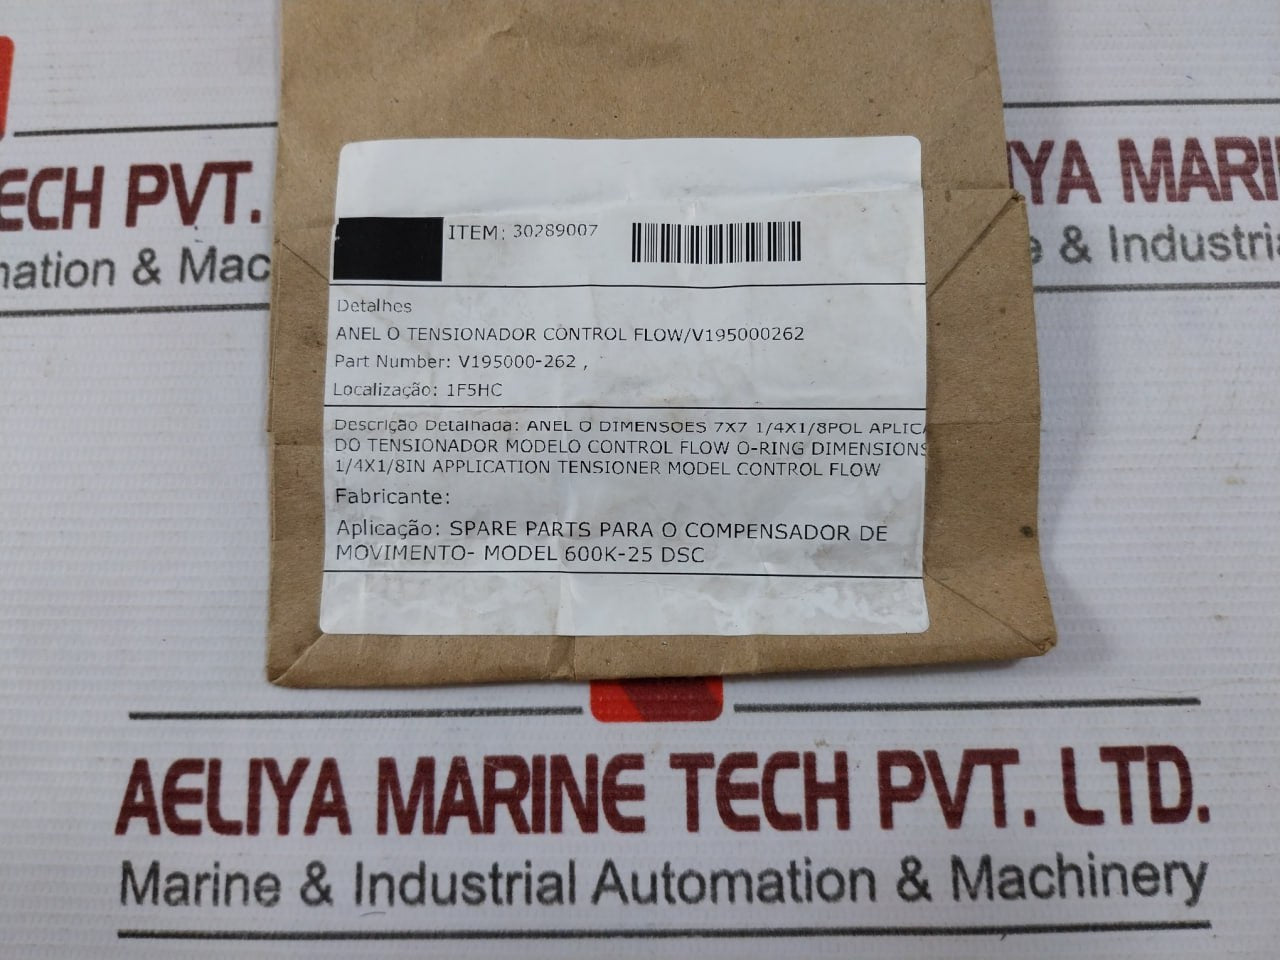 ECH PVT.
IYA MARI
mation & Mac
e & Industri
ITEM: 30289007
Detalhes
ANEL O TENSIONADOR CONTROL FLOW/V195000262
Part Number: V195000-262 ,
Localização: 1F5HC
Descrição Detalhada: ANEL O DIMENSOES 7X7 1/4X1/8POL APLICA
DO TENSIONADOR MODELO CONTROL FLOW O-RING DIMENSIONS
1/4X1/8IN APPLICATION TENSIONER MODEL CONTROL FLOW
Fabricante:
Aplicação: SPARE PARTS PARA O COMPENSADOR DE
MOVIMENTO- MODEL 600K-25 DSC
AELIYA MARINE TECH PVT. LTD.
Marine & Industrial Automation & Machinery